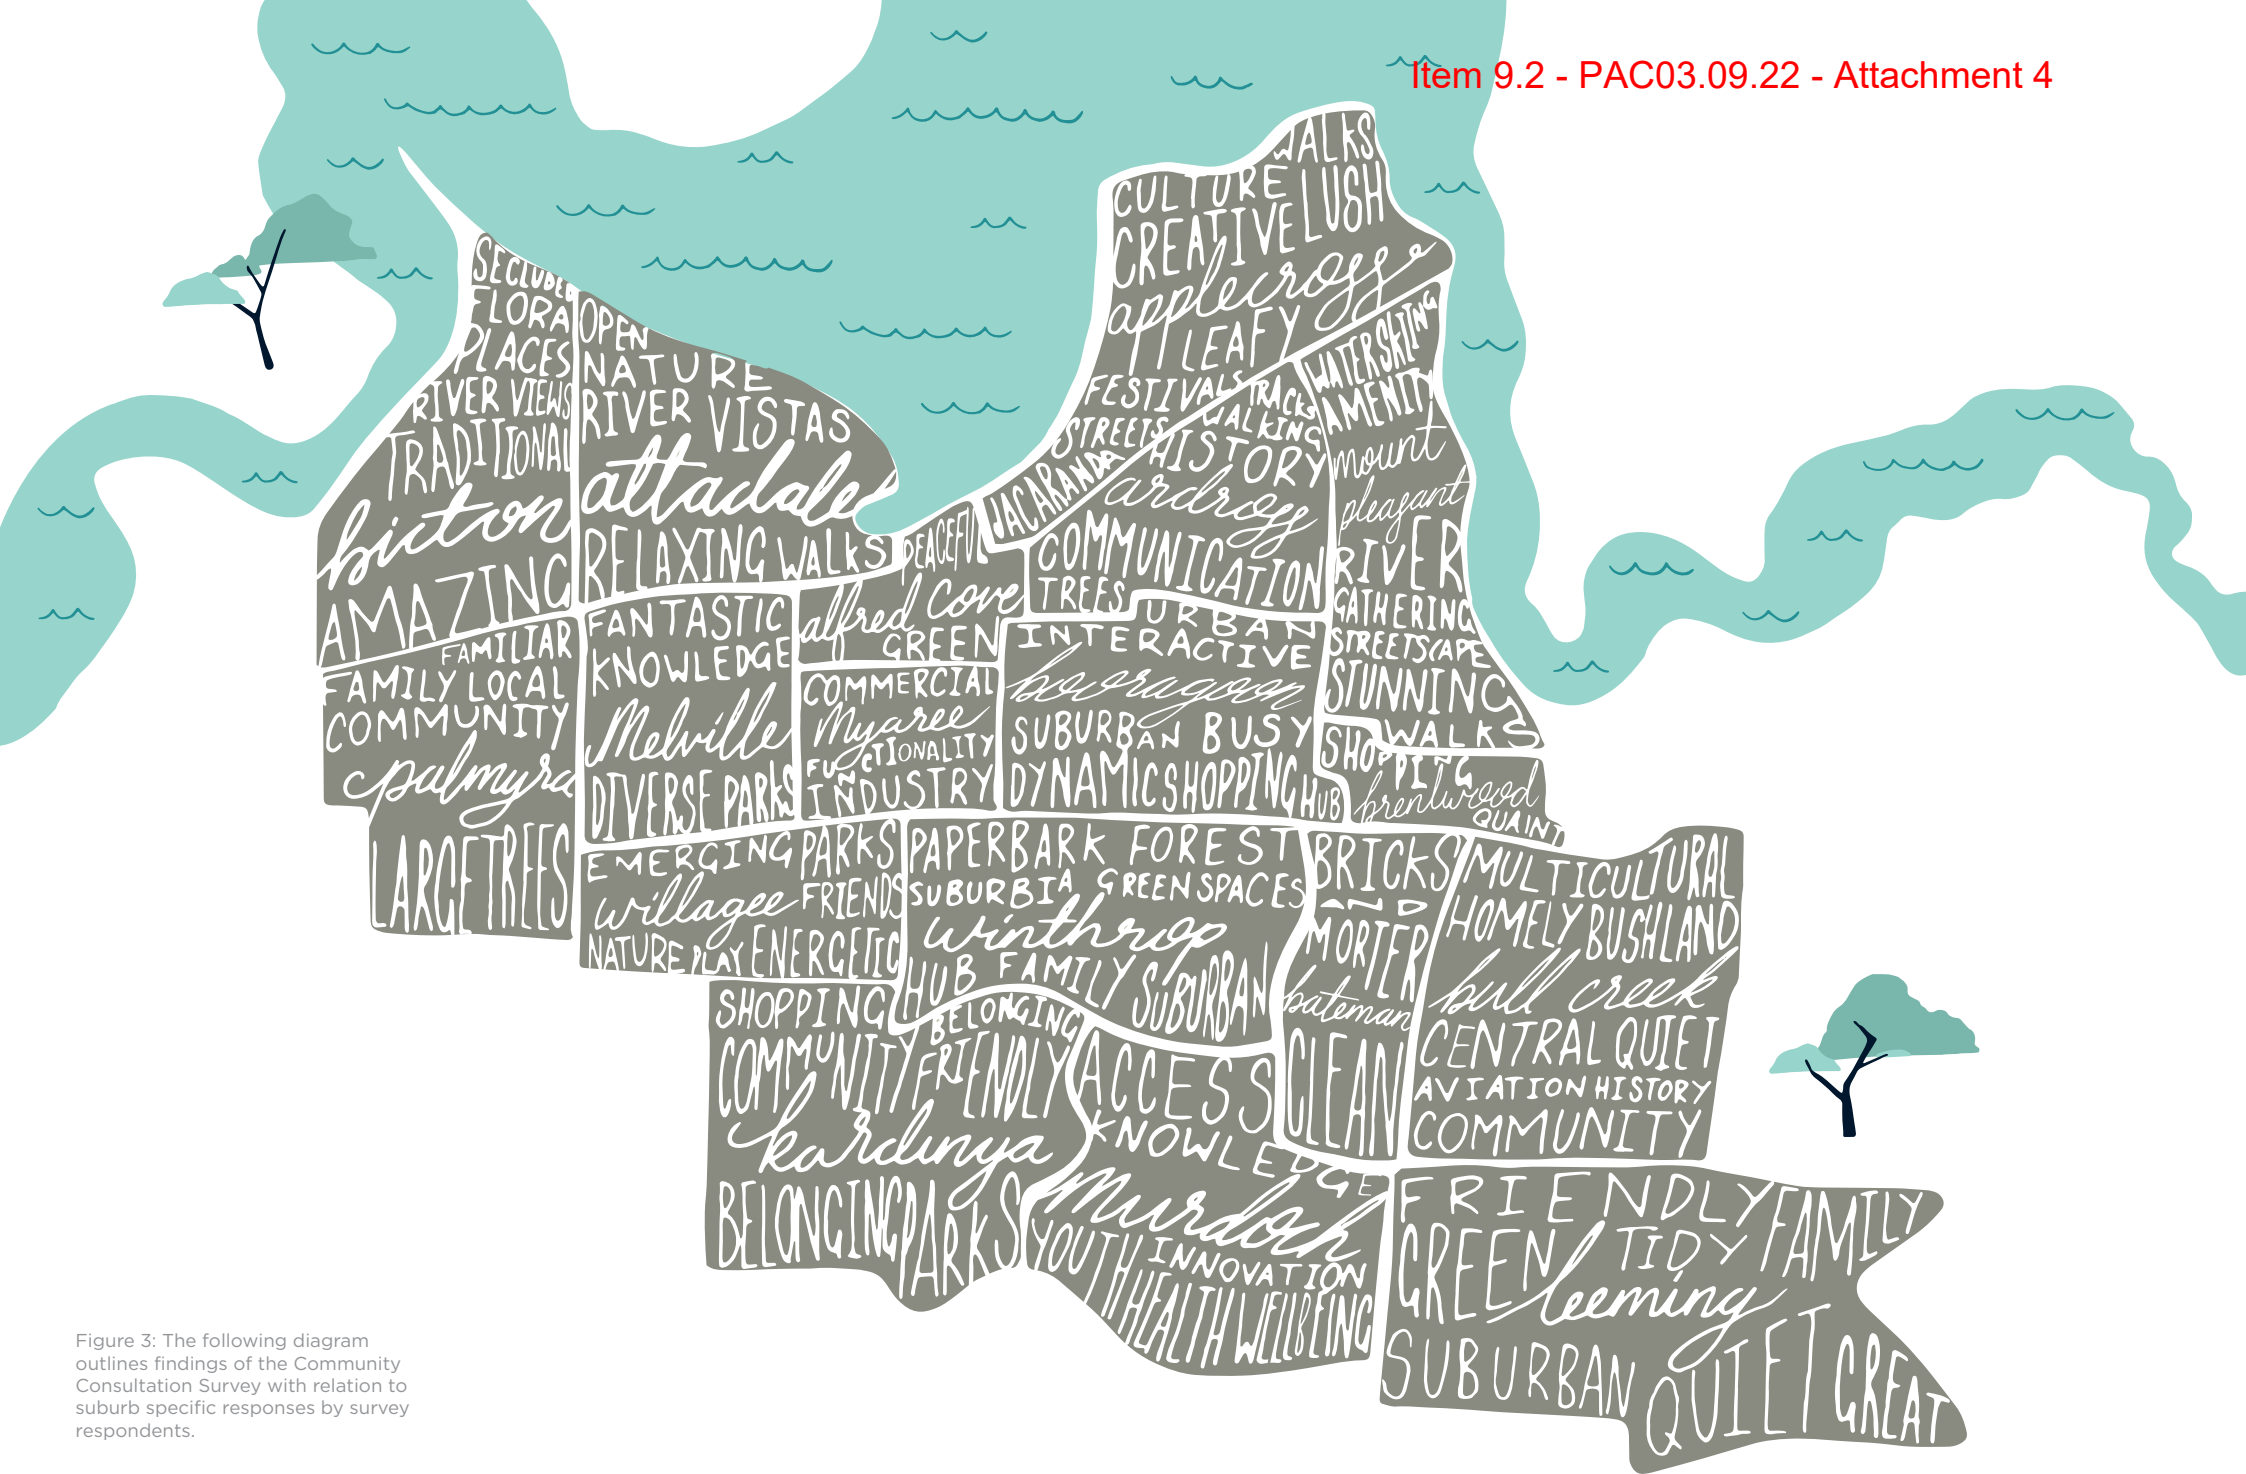 Item 9.2 - PAC03.09.22 - Attachment 4
WALKS
CULTURE
LUSH
CREATIVE
applecross
LEAFY
FESTIVALS
STREETS
JACARANDA
SECLUDED
FLORA
PLACES
RIVER VIEWS
TRADITIONAL
bicton
AMAZING
OPEN
NATURE
RIVER VISTAS
attadale
RELAXING WALKS
TRACKS
WALKING
HISTORY
ardross
COMMUNICATION
TREES
WATERSKIING
AMENITY
mount
pleasant
RIVER
GATHERING
STREETSCAPE
STUNNING
WALKS
PEACEFUL
alfred cove
GREEN
FAMILIAR
FAMILY LOCAL
COMMUNITY
palmyra
LARGE TREES
FANTASTIC
KNOWLEDGE
Melville
DIVERSE PARKS
COMMERCIAL
Myaree
FUNCTIONALITY
INDUSTRY
URBAN
INTERACTIVE
booragoon
SUBURBAN BUSY
DYNAMIC SHOPPING HUB
SHOPPING
brentwood
QUAINT
EMERGING PARKS
willagee FRIENDS
NATURE PLAY ENERGETIC
PAPERBARK FOREST
SUBURBIA GREEN SPACES
winthrop
HUB FAMILY SUBURBAN
BRICKS
AND
MORTER
bateman
CLEAN
MULTICULTURAL
HOMELY BUSHLAND
bull creek
CENTRAL QUIET
AVIATION HISTORY
COMMUNITY
SHOPPING
BELONGING
COMMUNITY FRIENDLY
kardinya
BELONGING PARKS
ACCESS
KNOWLEDGE
Murdoch
YOUTH INNOVATION
HEALTH WELLBEING
FRIENDLY FAMILY
GREEN TIDY
leeming
SUBURBAN QUIET GREAT
Figure 3: The following diagram
outlines findings of the Community
Consultation Survey with relation to
suburb specific responses by survey
respondents.